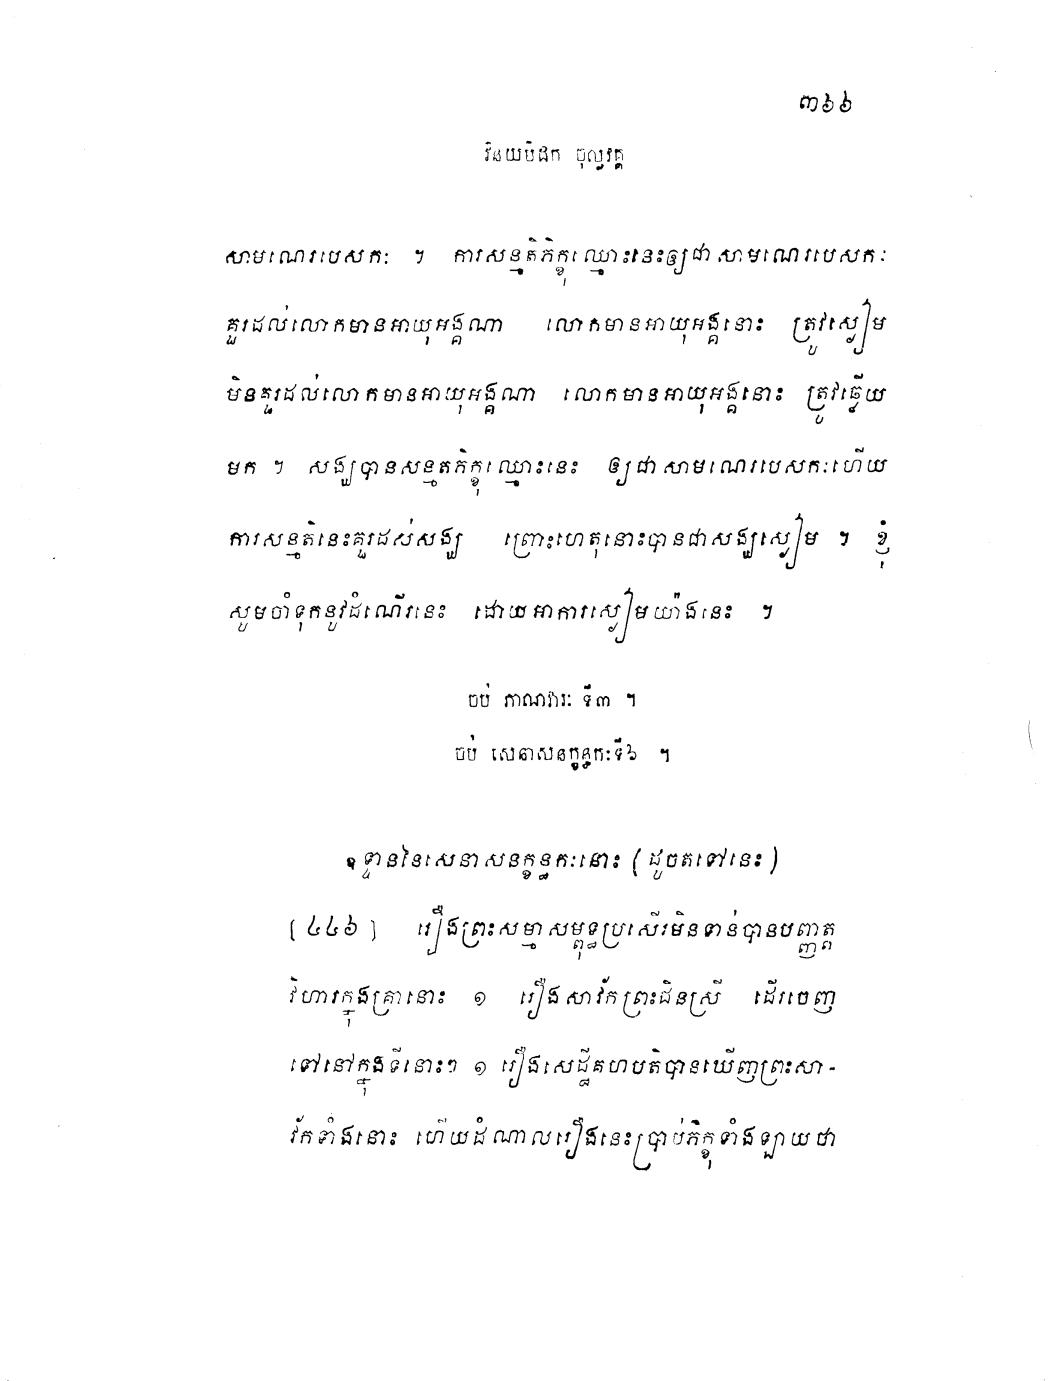 ៣៦៦
វិនយបិដក ចុល្លវគ្គ
សាមណេរបេសកៈ ។ ការសន្មតិភិក្ខុឈ្មោះនេះឲ្យជាសាមណេរបេសកៈ
គួរដល់លោកមានអាយុអង្គណា លោកមានអាយុអង្គនោះ ត្រូវស្ងៀម
មិនគួរដល់លោកមានអាយុអង្គណា លោកមានអាយុអង្គនោះ ត្រូវធ្វើយ
មក ។ សង្ឃបានសន្មតភិក្ខុឈ្មោះនេះ ឲ្យជាសាមណេរបេសកៈហើយ
ការសន្មតិនេះគួរដល់សង្ឃ ព្រោះហេតុនោះបានជាសង្ឃស្ងៀម ។ ខ្ញុំ
សូមចាំទុកនូវដំណើរនេះ ដោយអាការស្ងៀមយ៉ាងនេះ ។
ចប់ ភាណវារៈ ទី៣ ។
ចប់ សេនាសនក្ខន្ធកៈទី៦ ។
ឧទ្ទាននៃសេនាសនក្ខន្ធកៈនោះ (ដូចតទៅនេះ)
[៤៤៦] រឿងព្រះសម្មាសម្ពុទ្ធប្រសើរមិនទាន់បានបញ្ញត្ត
វិហារក្នុងគ្រានោះ ១ រឿងសាវ័កព្រះជិនស្រី ដើរចេញ
ទៅនៅក្នុងទីនោះៗ ១ រឿងសេដ្ឋីគហបតិបានឃើញព្រះសា-
វ័កទាំងនោះ ហើយដំណាលរឿងនេះប្រាប់ភិក្ខុទាំងឡាយថា